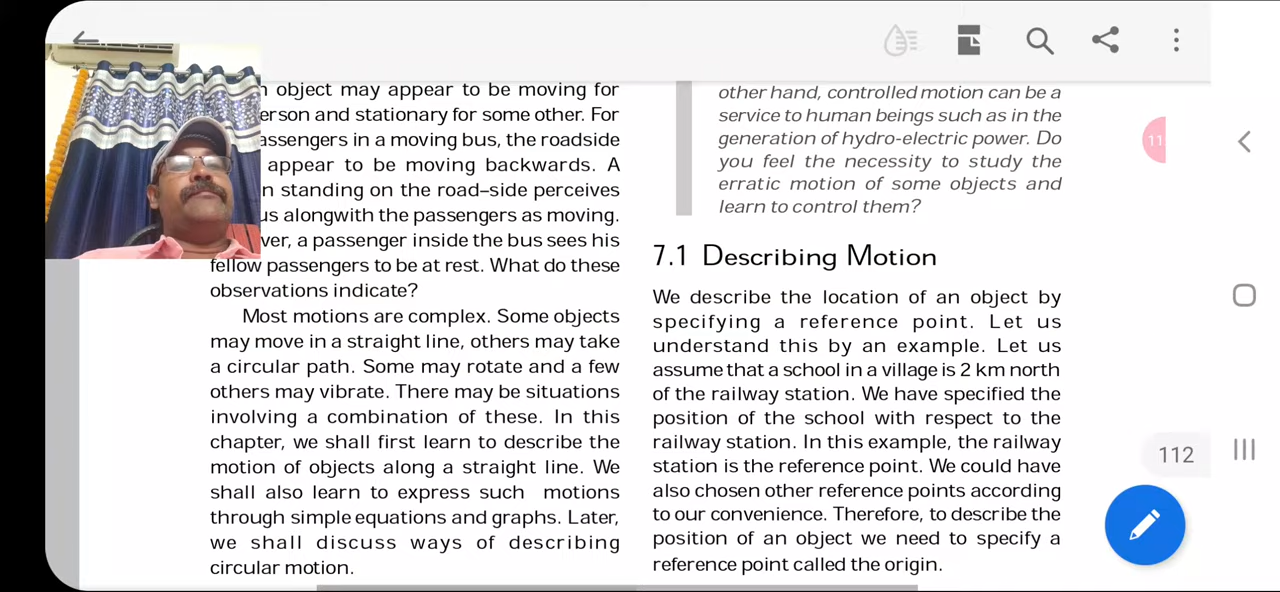 object may appear to be moving for
erson and stationary for some other. For
assengers in a moving bus, the roadside
appear to be moving backwards. A
n standing on the road–side perceives
us alongwith the passengers as moving.
ver, a passenger inside the bus sees his
fellow passengers to be at rest. What do these
observations indicate?
Most motions are complex. Some objects
may move in a straight line, others may take
a circular path. Some may rotate and a few
others may vibrate. There may be situations
involving a combination of these. In this
chapter, we shall first learn to describe the
motion of objects along a straight line. We
shall also learn to express such motions
through simple equations and graphs. Later,
we shall discuss ways of describing
circular motion.
other hand, controlled motion can be a
service to human beings such as in the
generation of hydro-electric power. Do
you feel the necessity to study the
erratic motion of some objects and
learn to control them?
7.1 Describing Motion
We describe the location of an object by
specifying a reference point. Let us
understand this by an example. Let us
assume that a school in a village is 2 km north
of the railway station. We have specified the
position of the school with respect to the
railway station. In this example, the railway
station is the reference point. We could have
also chosen other reference points according
to our convenience. Therefore, to describe the
position of an object we need to specify a
reference point called the origin.
11
112